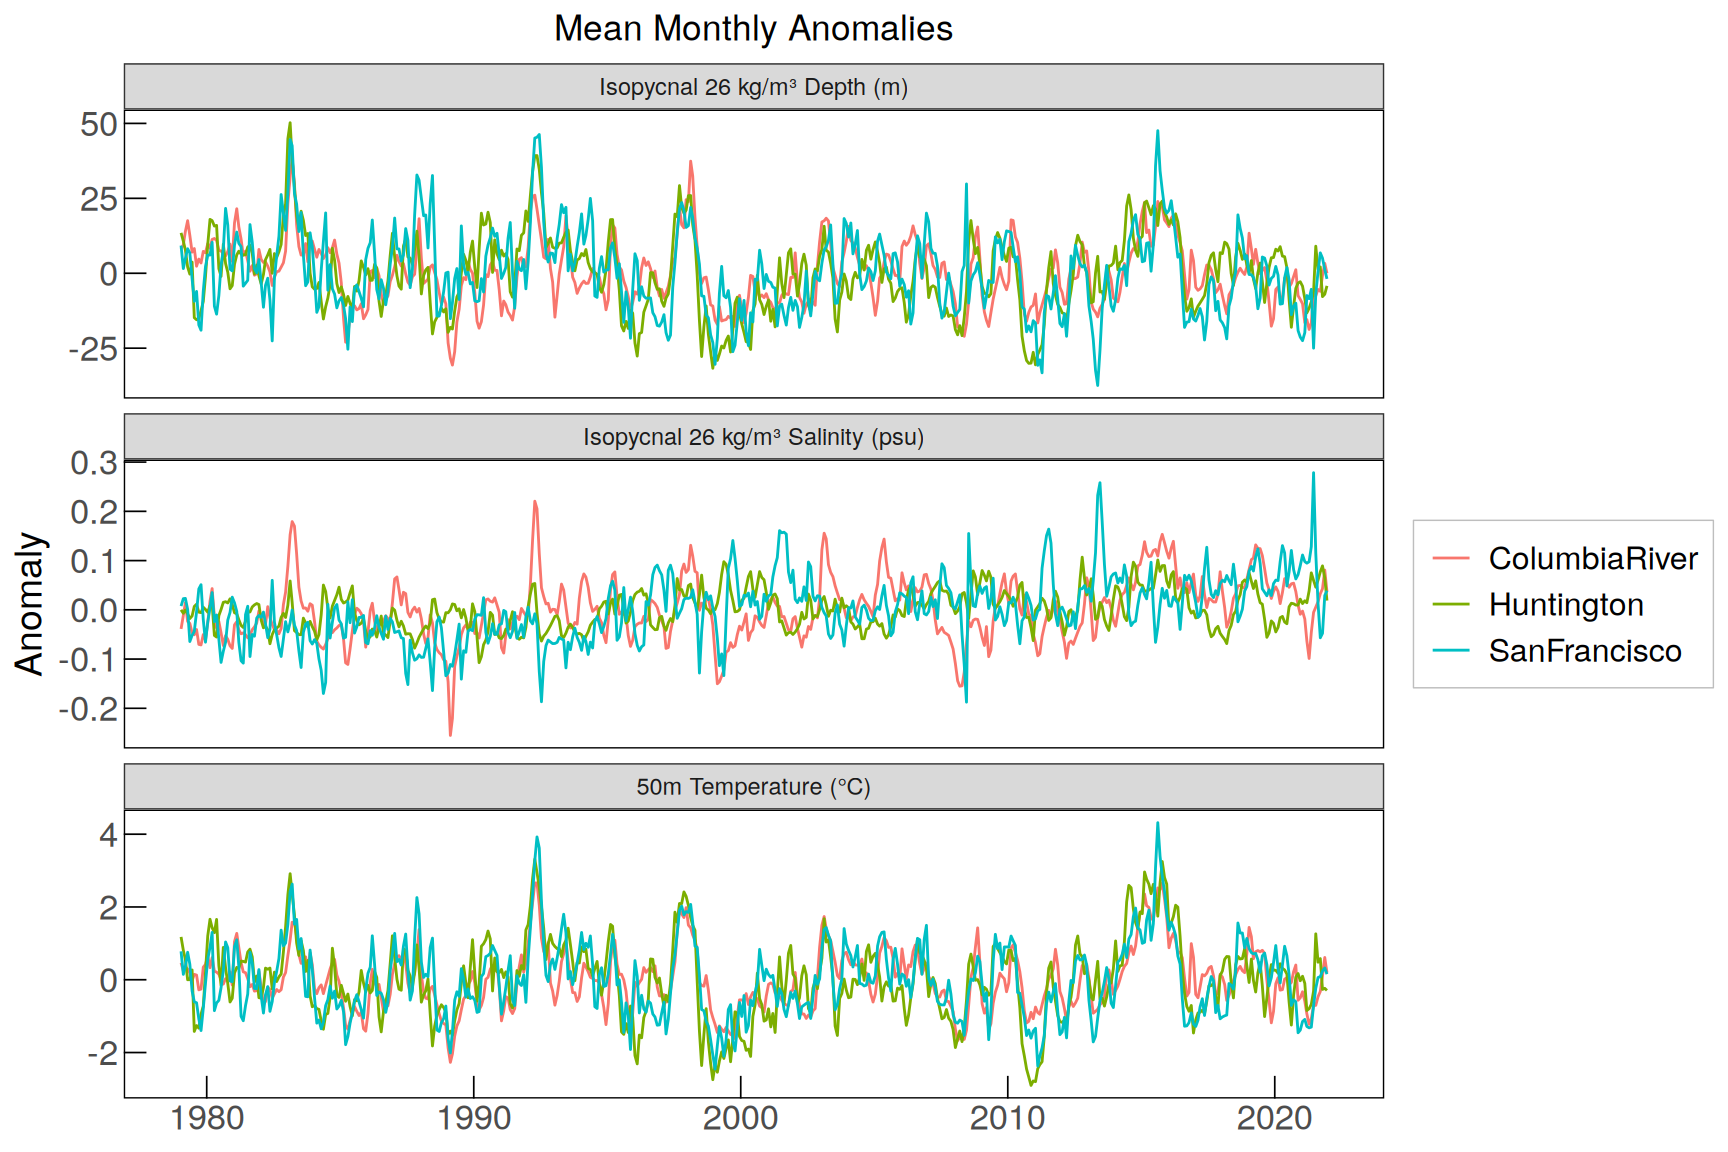 Mean Monthly Anomalies
Isopycnal 26 kg/m³ Depth (m)
50
25
0
-25
Isopycnal 26 kg/m³ Salinity (psu)
0.3
0.2
0.1
0.0
-0.1
-0.2
Anomaly
ColumbiaRiver
Huntington
SanFrancisco
50m Temperature (°C)
4
2
0
-2
1980 1990 2000 2010 2020